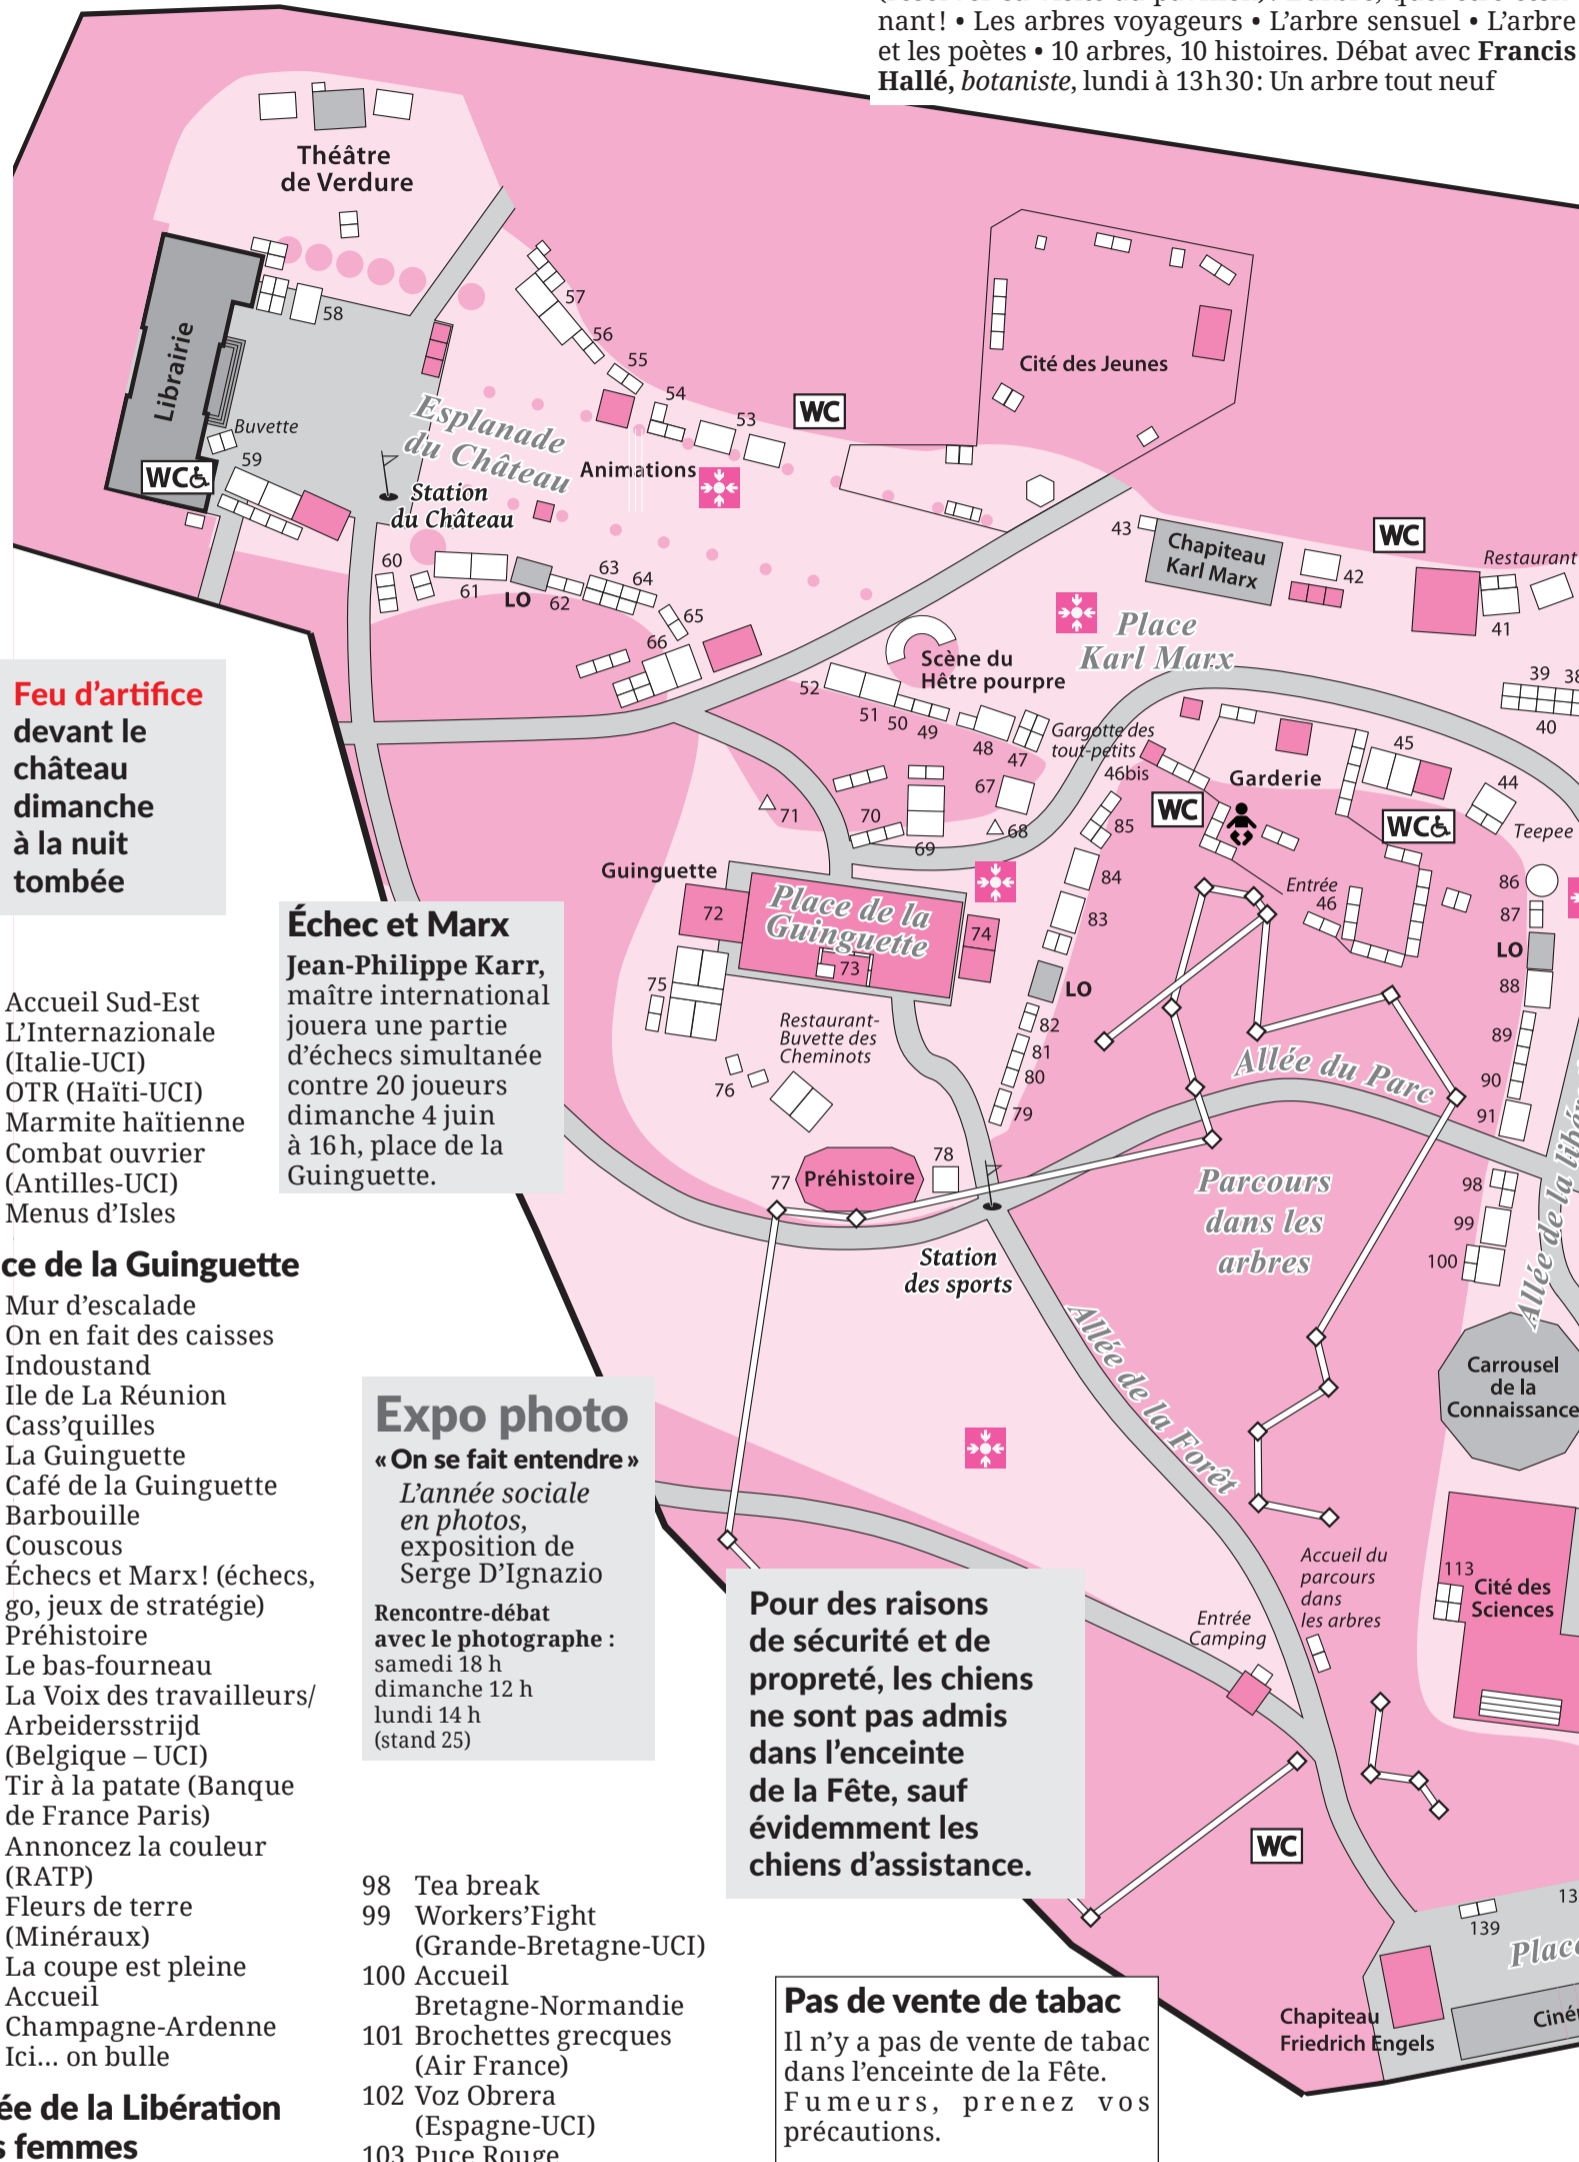 nant! • Les arbres voyageurs • L'arbre sensuel • L'arbre
et les poètes • 10 arbres, 10 histoires. Débat avec Francis
Hallé, botaniste, lundi à 13h30: Un arbre tout neuf
Théâtre
de Verdure
Librairie
58
57
56
55
54
53
WC
Cité des Jeunes
Buvette
59
WC
Esplanade
du Château
Animations
Station
du Château
60
61
LO
62
63
64
65
66
43
Chapiteau
Karl Marx
42
WC
Restaurant
41
Place
Karl Marx
Scène du
Hêtre pourpre
52
51
50
49
48
47
39
38
40
Gargotte des
tout-petits
46bis
Garderie
45
44
Teepee
WC
WC
67
68
69
70
71
85
84
83
Entrée
46
86
87
LO
88
89
90
91
Guinguette
72
Place de la
Guinguette
73
74
75
76
LO
82
81
80
79
Restaurant-
Buvette des
Cheminots
Allée du Parc
78
77
Préhistoire
Parcours
dans les
arbres
98
99
100
Station
des sports
Allée de la Forêt
Carrousel
de la
Connaissance
113
Cité des
Sciences
Accueil du
parcours
dans
les arbres
Entrée
Camping
WC
139
13
Place
Chapiteau
Friedrich Engels
Feu d'artifice
devant le
château
dimanche
à la nuit
tombée
Échec et Marx
Jean-Philippe Karr,
maître international
jouera une partie
d'échecs simultanée
contre 20 joueurs
dimanche 4 juin
à 16h, place de la
Guinguette.
Accueil Sud-Est
L'Internazionale
(Italie-UCI)
OTR (Haïti-UCI)
Marmite haïtienne
Combat ouvrier
(Antilles-UCI)
Menus d'Isles
ce de la Guinguette
Mur d'escalade
On en fait des caisses
Indoustand
Ile de La Réunion
Cass'quilles
La Guinguette
Café de la Guinguette
Barbouille
Couscous
Échecs et Marx! (échecs,
go, jeux de stratégie)
Préhistoire
Le bas-fourneau
La Voix des travailleurs/
Arbeidersstrijd
(Belgique – UCI)
Tir à la patate (Banque
de France Paris)
Annoncez la couleur
(RATP)
Fleurs de terre
(Minéraux)
La coupe est pleine
Accueil
Champagne-Ardenne
Ici... on bulle
ée de la Libération
s femmes
Expo photo
« On se fait entendre »
L'année sociale
en photos,
exposition de
Serge D'Ignazio
Rencontre-débat
avec le photographe :
samedi 18 h
dimanche 12 h
lundi 14 h
(stand 25)
98 Tea break
99 Workers'Fight
(Grande-Bretagne-UCI)
100 Accueil
Bretagne-Normandie
101 Brochettes grecques
(Air France)
102 Voz Obrera
(Espagne-UCI)
103 Puce Rouge
Pour des raisons
de sécurité et de
propreté, les chiens
ne sont pas admis
dans l'enceinte
de la Fête, sauf
évidemment les
chiens d'assistance.
Pas de vente de tabac
Il n'y a pas de vente de tabac
dans l'enceinte de la Fête.
Fumeurs, prenez vos
précautions.